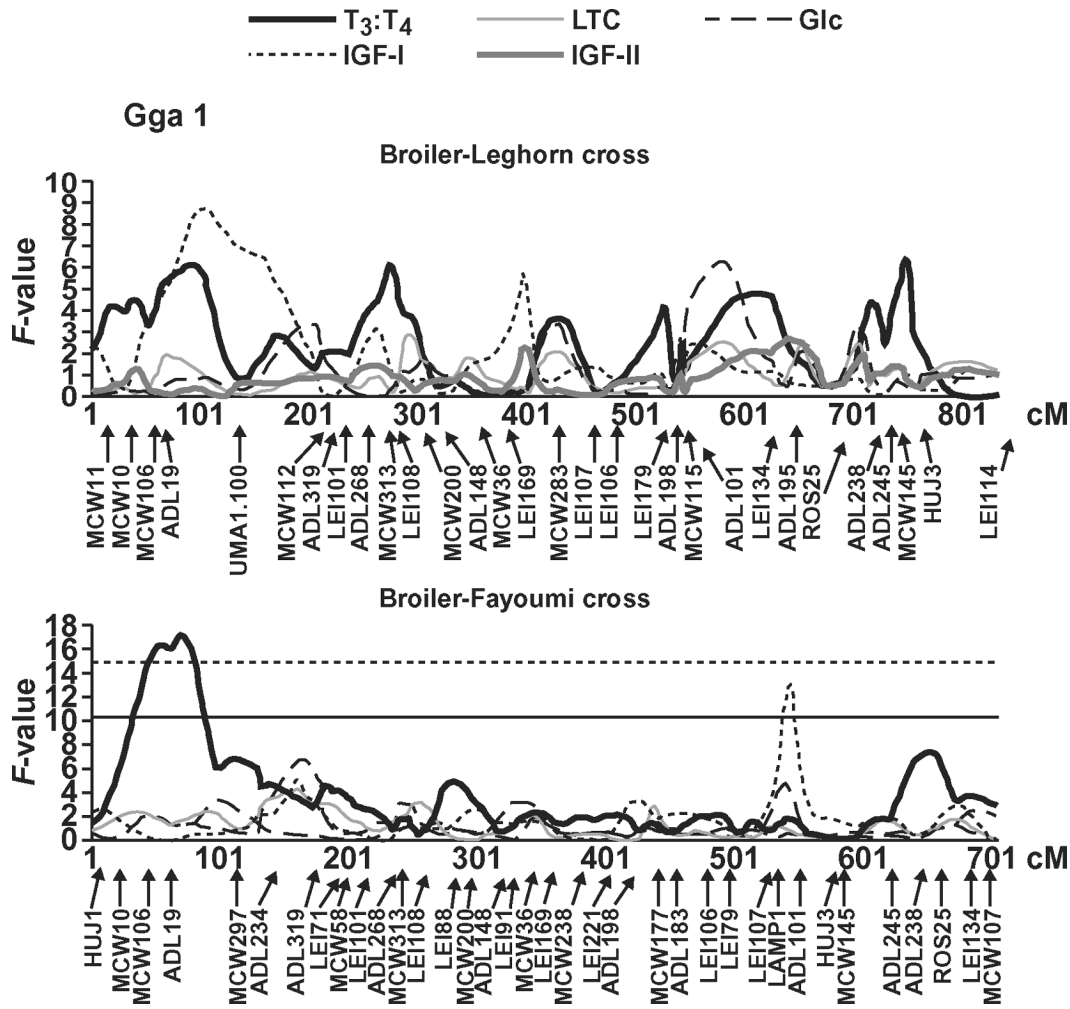 T3:T4 LTC Glc
IGF-I IGF-II
Gga 1
Broiler-Leghorn cross
10
9
8
7
6
5
4
3
2
1
0
F-value
1 101 201 301 401 501 601 701 801 cM
MCW11
MCW10
MCW106
ADL19
UMA1.100
MCW112
ADL319
LEI101
ADL268
MCW313
LEI108
MCW200
ADL148
MCW36
LEI169
MCW283
LEI107
LEI106
LEI179
ADL198
MCW115
ADL101
LEI134
ADL195
ROS25
ADL238
ADL245
MCW145
HUJ3
LEI114
Broiler-Fayoumi cross
18
16
14
12
10
8
6
4
2
0
F-value
1 101 201 301 401 501 601 701 cM
HUJ1
MCW10
MCW106
ADL19
MCW297
ADL234
ADL319
LEI71
MCW58
LEI101
ADL268
MCW313
LEI108
LEI88
MCW200
ADL148
LEI91
MCW36
LEI169
MCW238
LEI221
ADL198
MCW177
ADL183
LEI106
LEI79
LEI107
LAMP1
ADL101
HUJ3
MCW145
ADL245
ADL238
ROS25
LEI134
MCW107